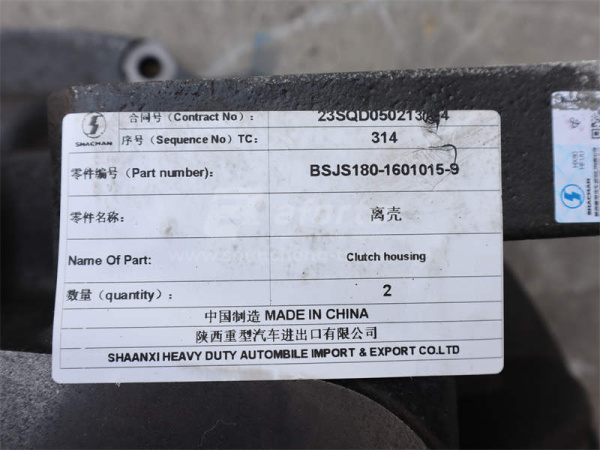 SHACMAN
合同号（Contract No）:
序号（Sequence No）TC: 314
零件编号（Part number）: BSJS180-1601015-9
零件名称： 离壳
Name Of Part: Clutch housing
数量（quantity）： 2
中国制造 MADE IN CHINA
陕西重型汽车进出口有限公司
SHAANXI HEAVY DUTY AUTOMBILE IMPORT & EXPORT CO.LTD
SHACMAN